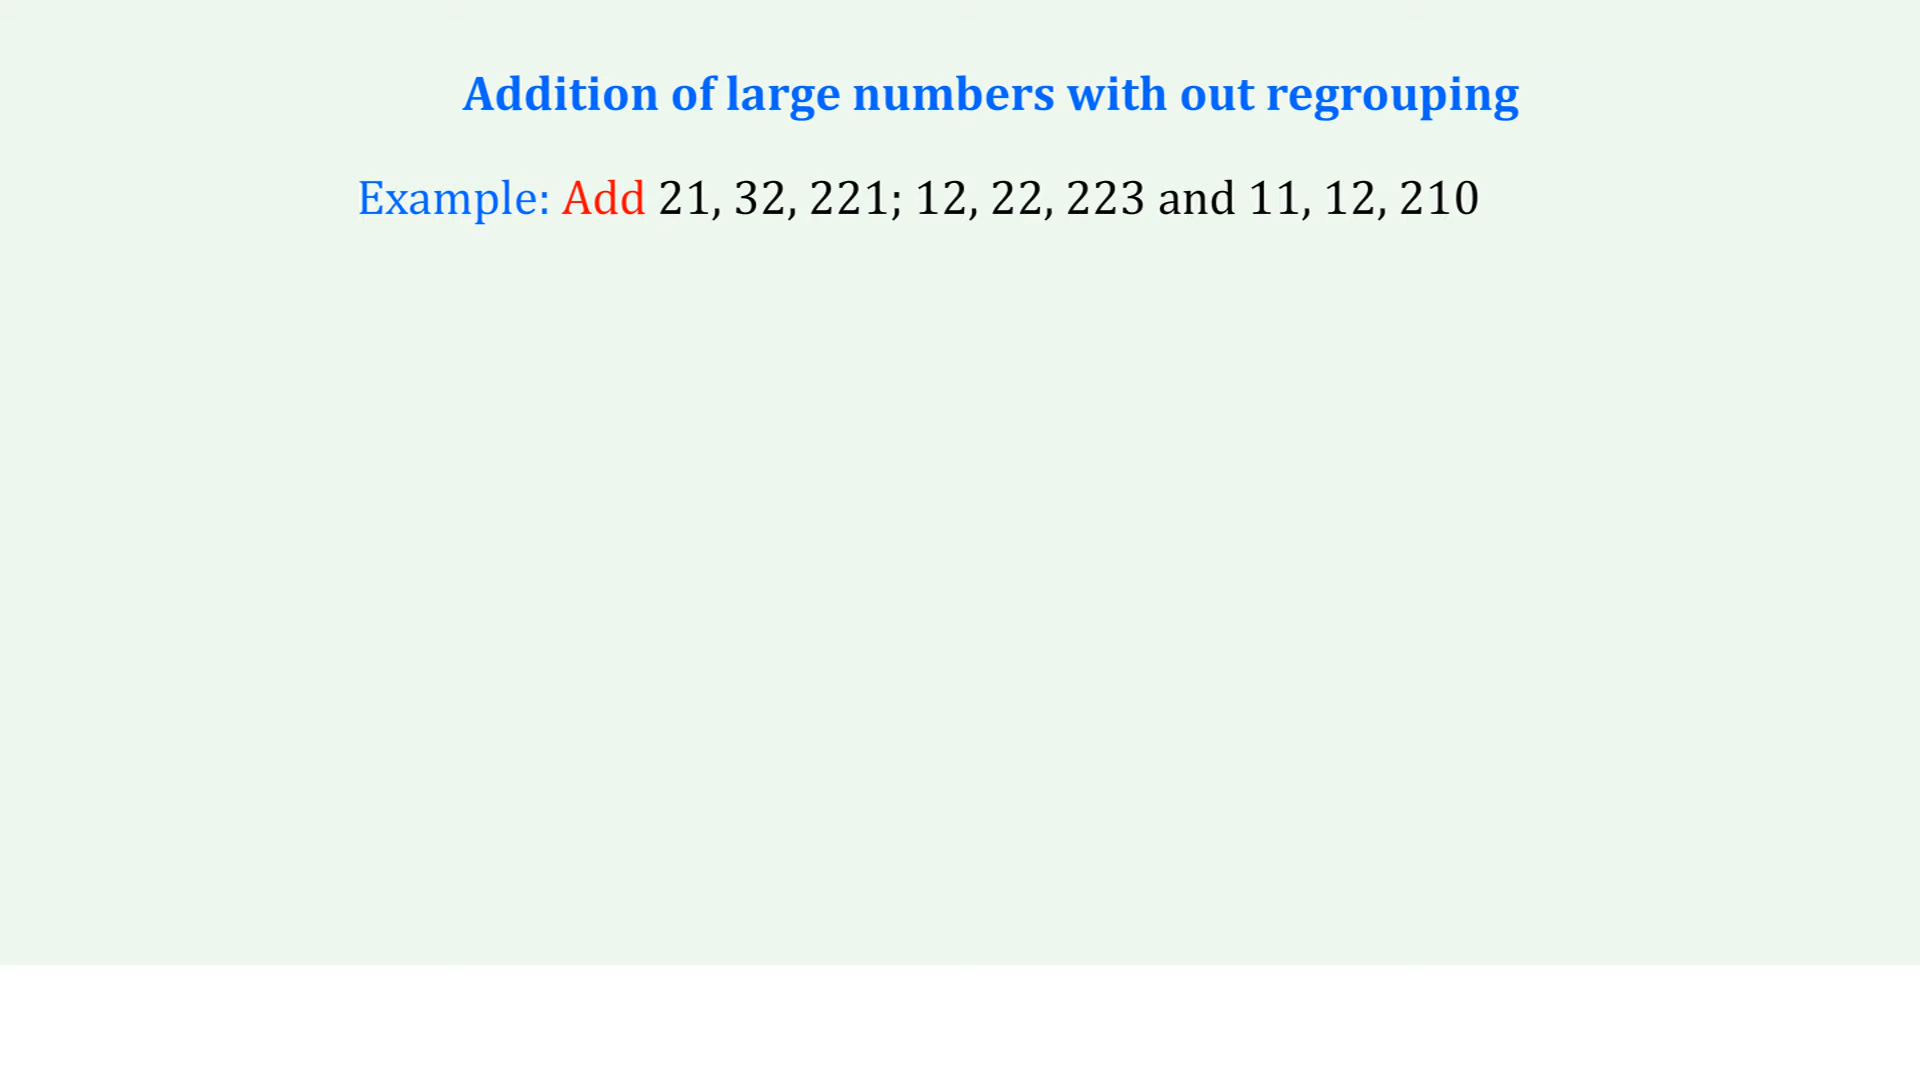 Addition of large numbers with out regrouping
Example: Add 21, 32, 221; 12, 22, 223 and 11, 12, 210